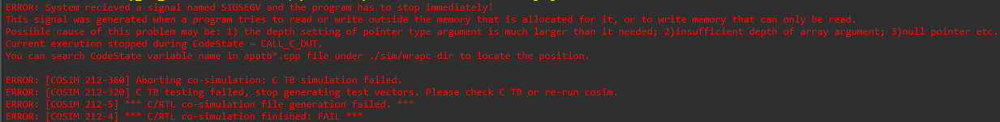 ERROR: System recieved a signal named SIGSEGV and the program has to stop immediately!
This signal was generated when a program tries to read or write outside the memory that is allocated for it, or to write memory that can only be read.
Possible cause of this problem may be: 1) the depth setting of pointer type argument is much larger than it needed; 2)insufficient depth of array argument; 3)null pointer etc.
Current execution stopped during CodeState = CALL_C_DUT.
You can search CodeState variable name in apatb*.cpp file under ./sim/wrapc dir to locate the position.
ERROR: [COSIM 212-360] Aborting co-simulation: C TB simulation failed.
ERROR: [COSIM 212-320] C TB testing failed, stop generating test vectors. Please check C TB or re-run cosim.
ERROR: [COSIM 212-5] *** C/RTL co-simulation file generation failed. ***
ERROR: [COSIM 212-4] *** C/RTL co-simulation finished: FAIL ***